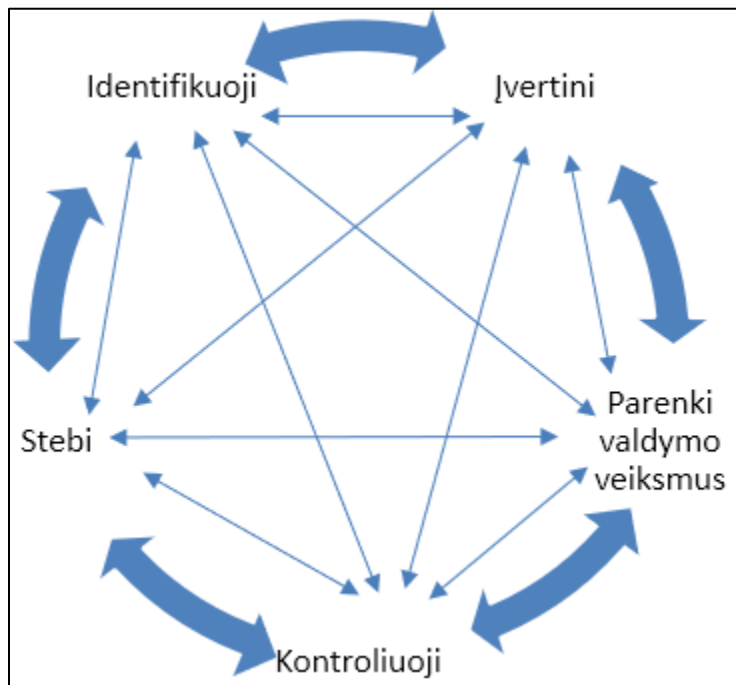 Identifikuoji
Įvertini
Parenki
valdymo
veiksmus
Stebi
Kontroliuoji